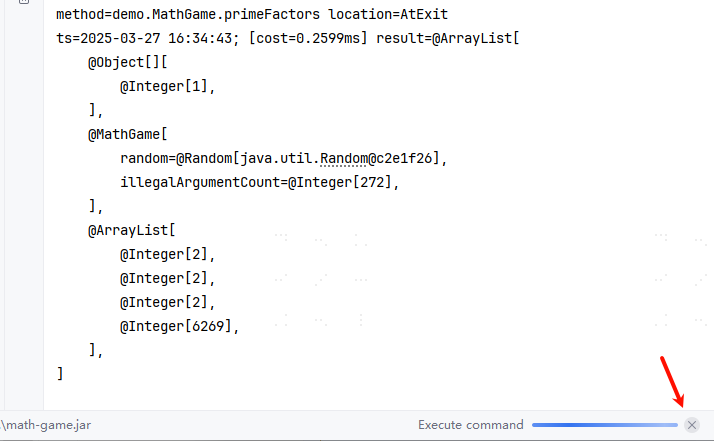 method=demo.MathGame.primeFactors location=AtExit
ts=2025-03-27 16:34:43; [cost=0.2599ms] result=@ArrayList[
    @Object[][
        @Integer[1],
    ],
    @MathGame[
        random=@Random[java.util.Random@c2e1f26],
        illegalArgumentCount=@Integer[272],
    ],
    @ArrayList[
        @Integer[2],
        @Integer[2],
        @Integer[2],
        @Integer[6269],
    ],
]
\math-game.jar
Execute command